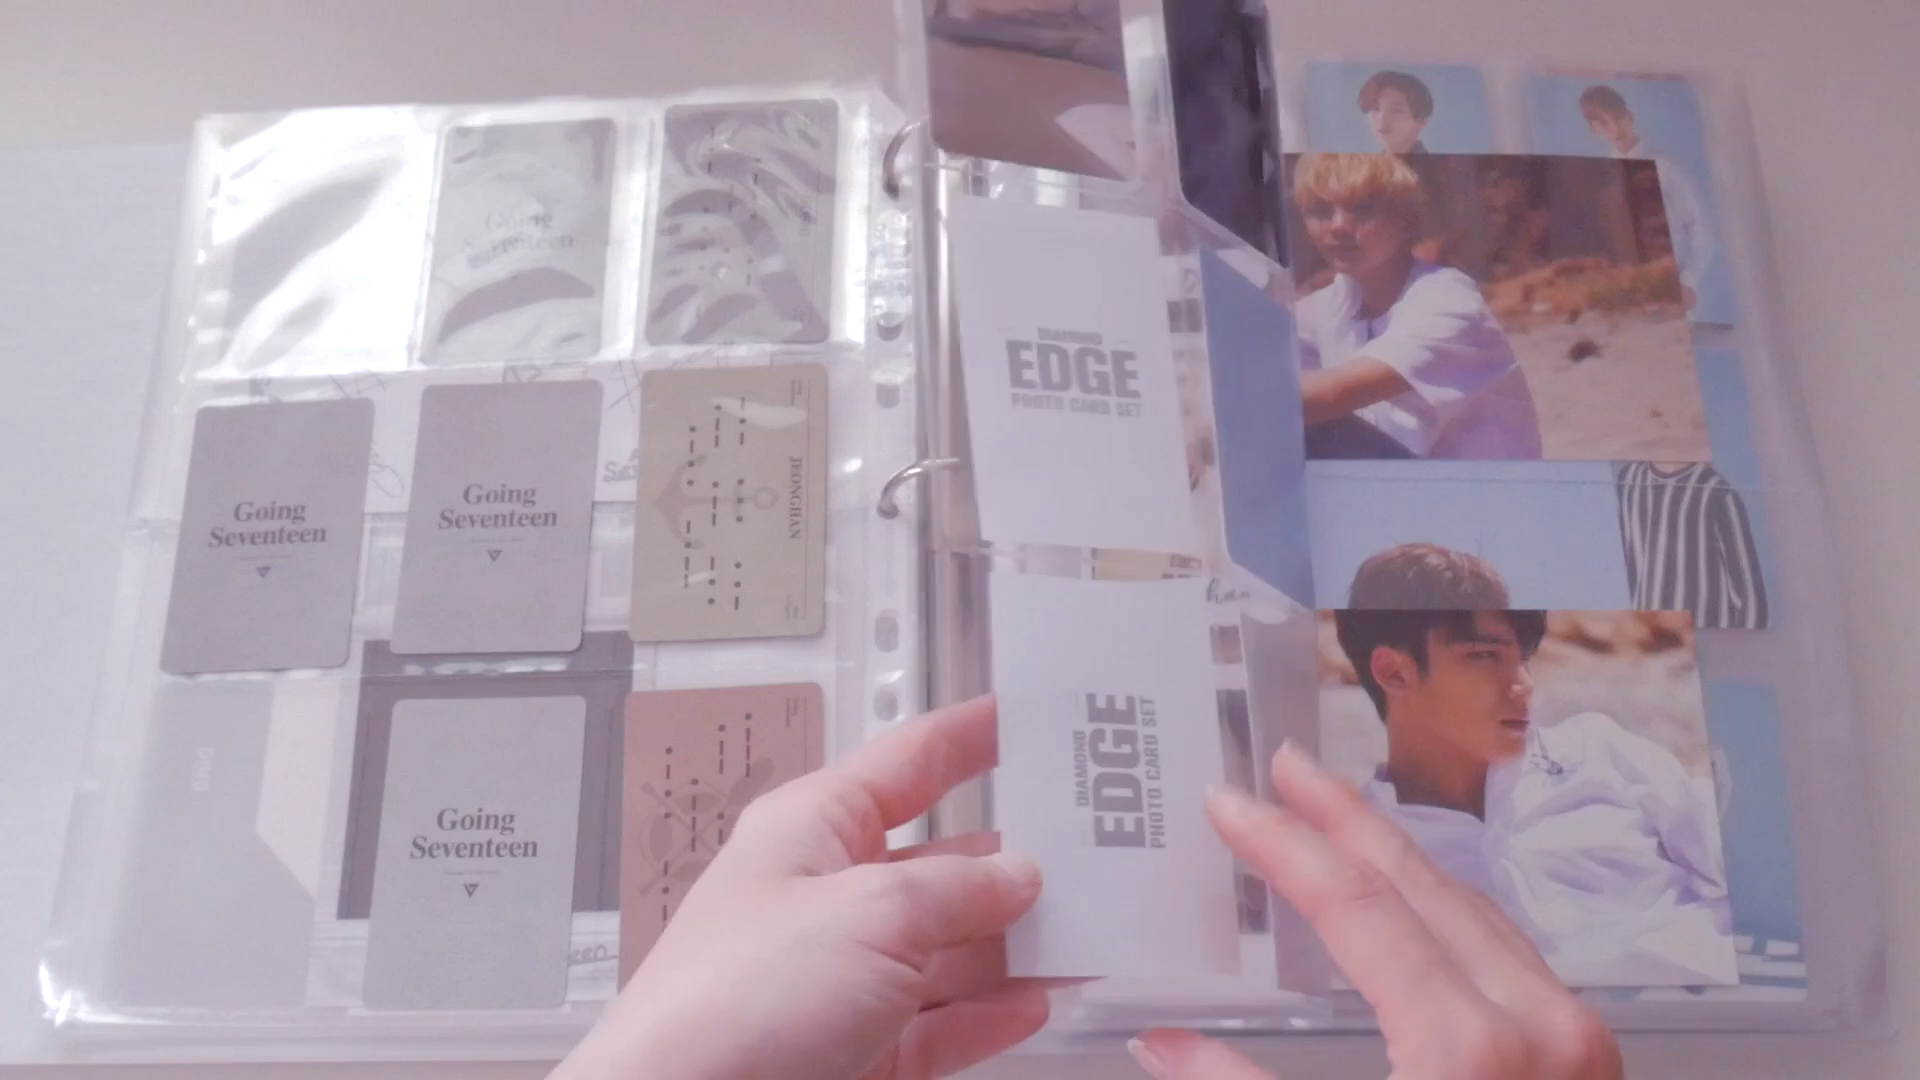 Going
Seventeen
Going
Seventeen
Going
Seventeen
JEONGHAN
Going
Seventeen
DIAMOND
EDGE
PHOTO CARD SET
DIAMOND
EDGE
PHOTO CARD SET